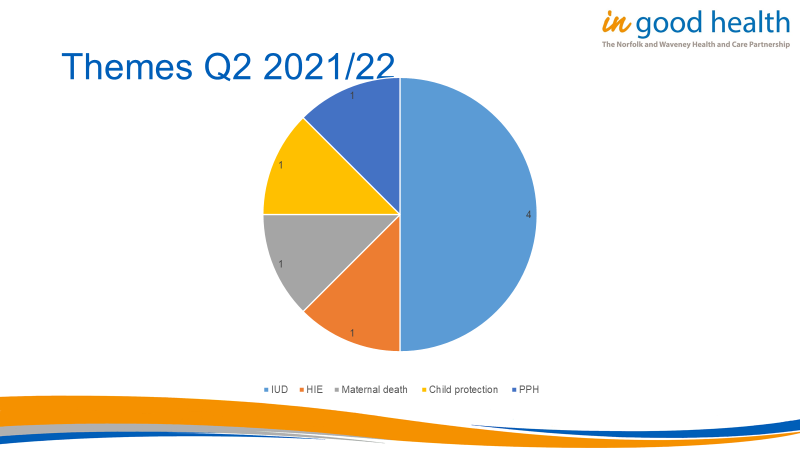 in good health
The Norfolk and Waveney Health and Care Partnership
Themes Q2 2021/22
1
1
4
1
1
IUD HIE Maternal death Child protection PPH